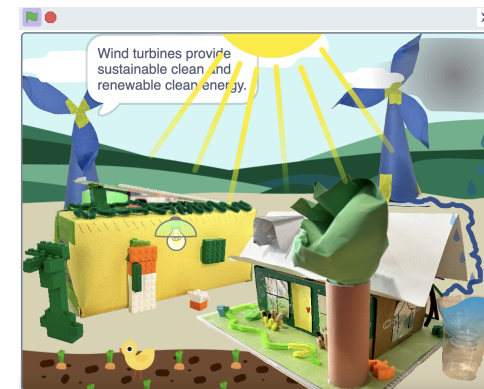 Wind turbines provide
sustainable clean and
renewable clean energy.